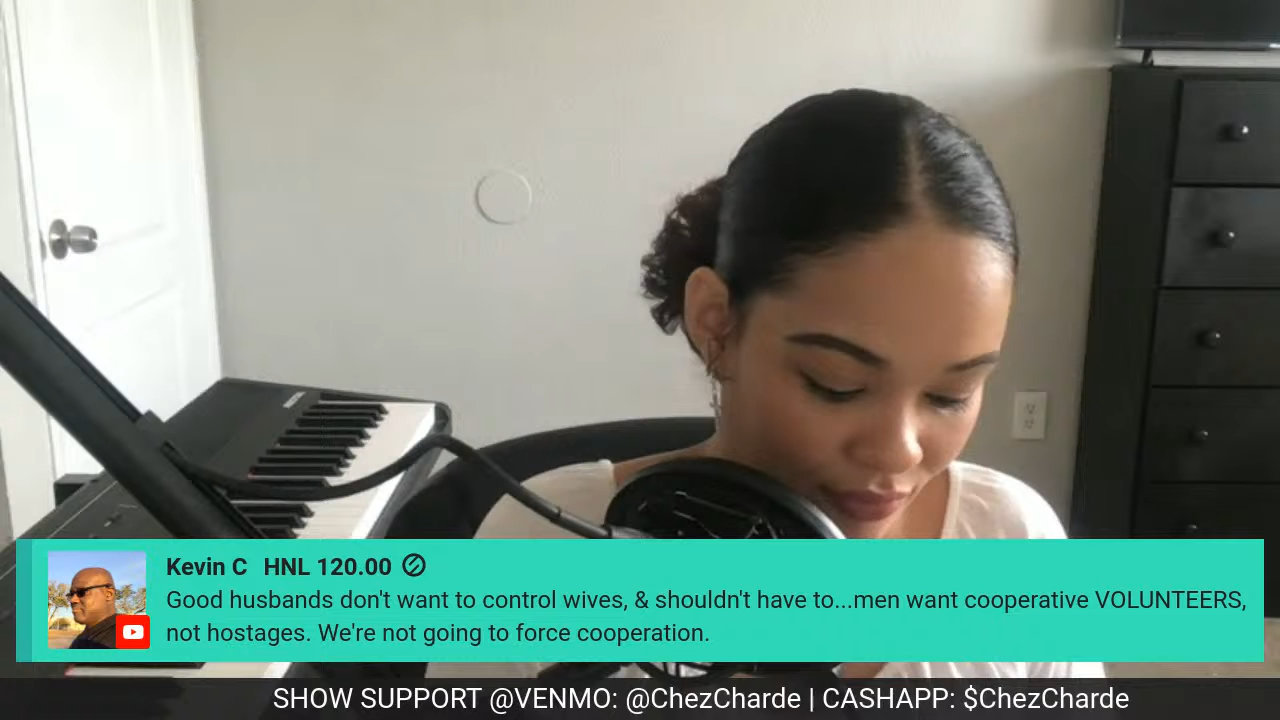 Kevin C HNL 120.00
Good husbands don't want to control wives, & shouldn't have to...men want cooperative VOLUNTEERS,
not hostages. We're not going to force cooperation.
SHOW SUPPORT @VENMO: @ChezCharde | CASHAPP: $ChezCharde